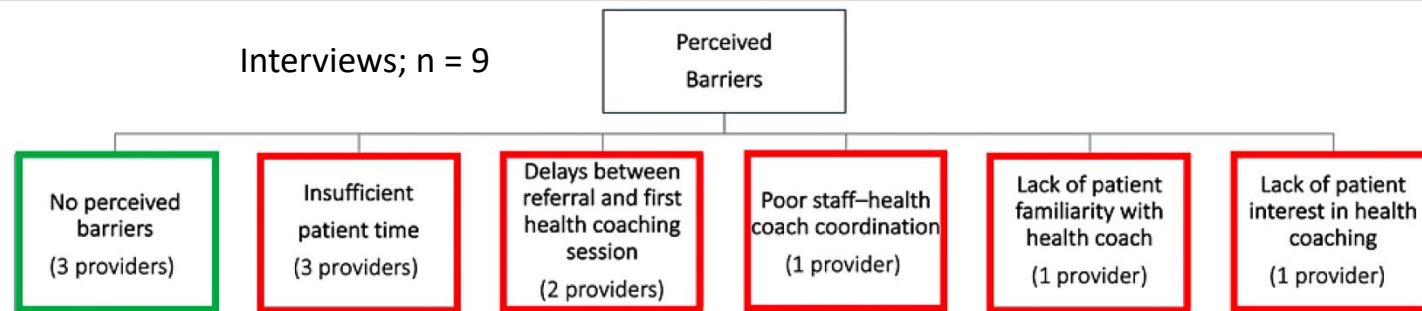 Interviews; n = 9
Perceived
Barriers
No perceived
barriers
(3 providers)
Insufficient
patient time
(3 providers)
Delays between
referral and first
health coaching
session
(2 providers)
Poor staff–health
coach coordination
(1 provider)
Lack of patient
familiarity with
health coach
(1 provider)
Lack of patient
interest in health
coaching
(1 provider)